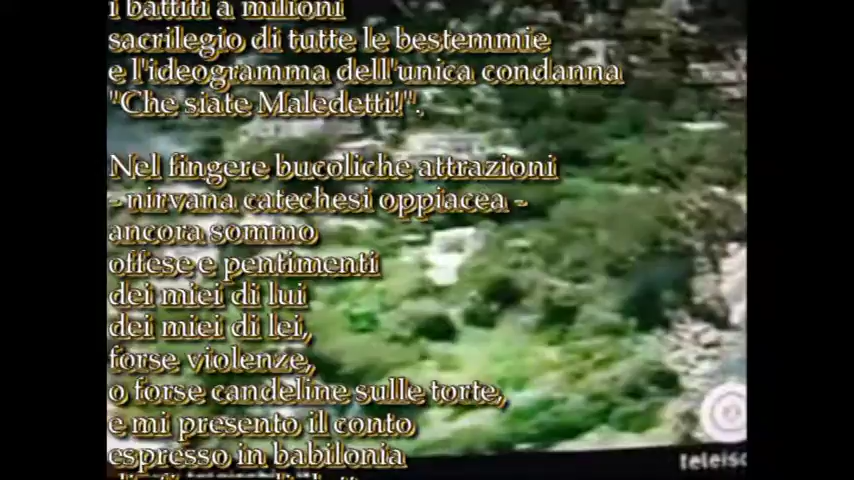 i battiti a milioni
sacrilegio di tutte le bestemmie
e l'ideogramma dell'unica condanna
"Che siate Maledetti!".
Nel fingere bucoliche attrazioni
- nirvana catechesi oppiacea -
ancora sommo
offese e pentimenti
dei miei di lui
dei miei di lei,
forse violenze,
o forse candeline sulle torte,
e mi presento il conto
espresso in babilonia